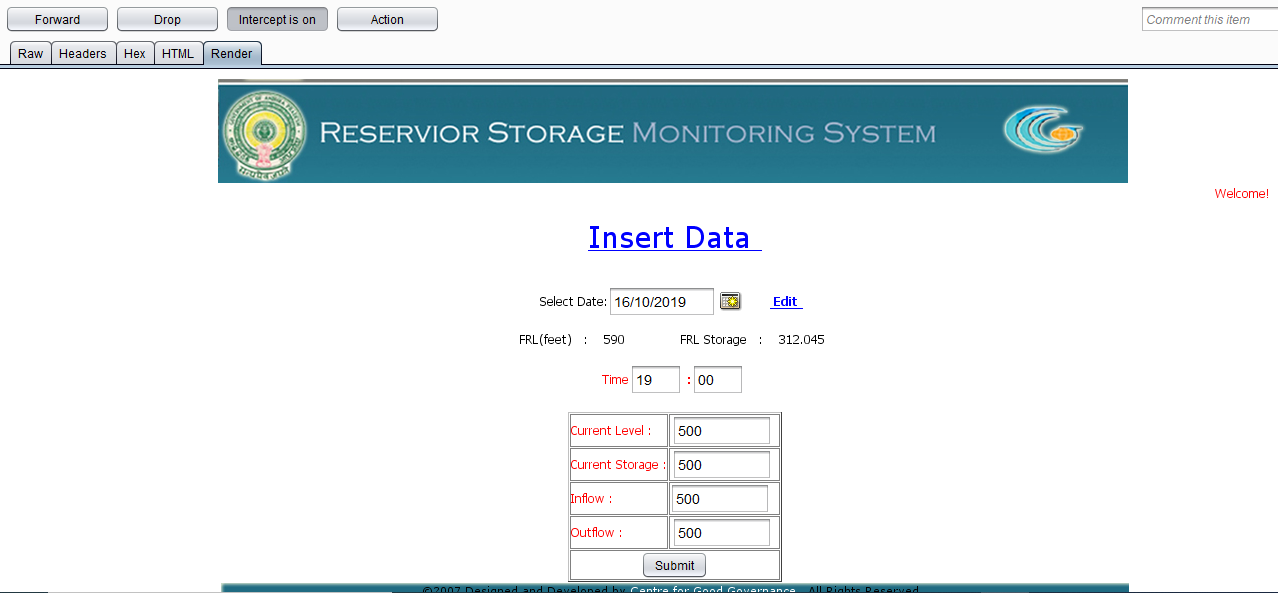 Forward Drop Intercept is on Action Comment this item
Raw Headers Hex HTML Render
RESERVIOR STORAGE MONITORING SYSTEM
Welcome!
Insert Data
Select Date: 16/10/2019 Edit
FRL(feet) : 590 FRL Storage : 312.045
Time 19 : 00
Current Level : 500
Current Storage : 500
Inflow : 500
Outflow : 500
Submit
©2007 Designed and Developed by Centre for Good Governance All Rights Reserved